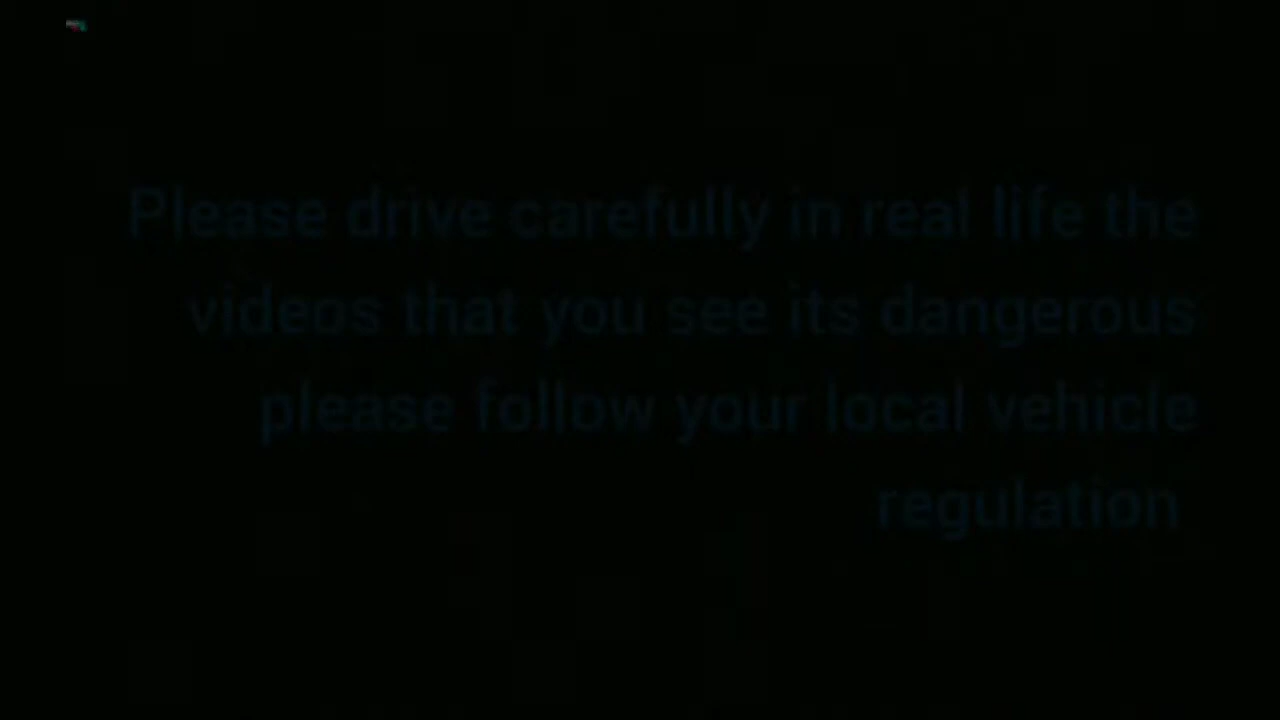 Please drive carefully in real life the
videos that you see its dangerous
please follow your local vehicle
regulation